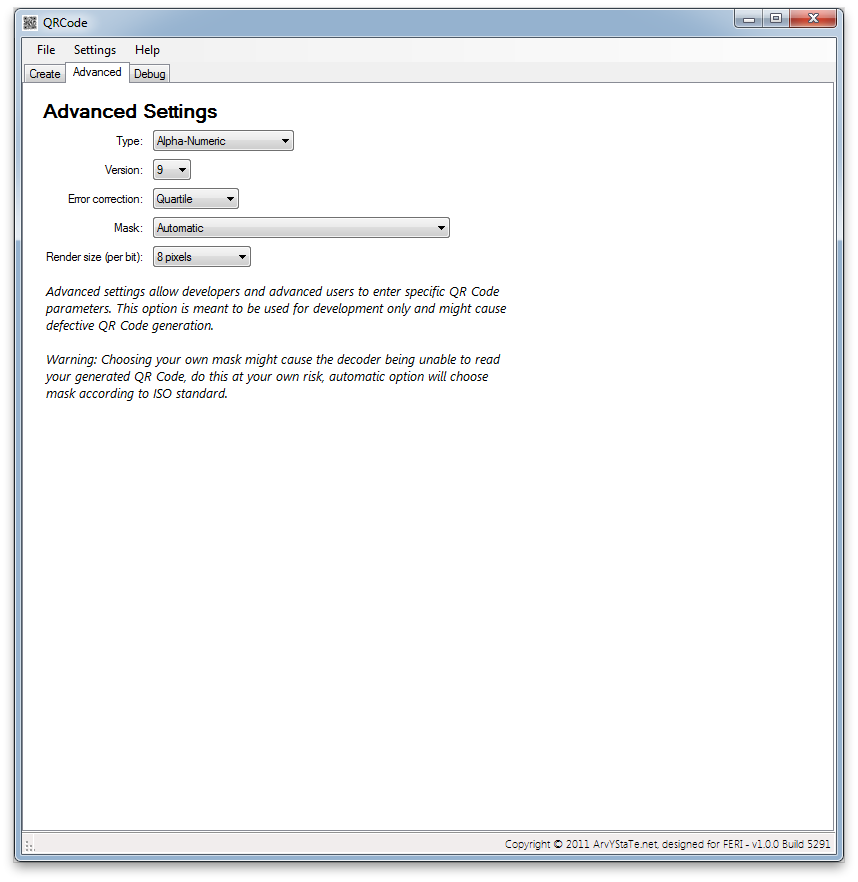 QRCode
File Settings Help
Create Advanced Debug
Advanced Settings
Type: Alpha-Numeric
Version: 9
Error correction: Quartile
Mask: Automatic
Render size (per bit): 8 pixels
Advanced settings allow developers and advanced users to enter specific QR Code
parameters. This option is meant to be used for development only and might cause
defective QR Code generation.
Warning: Choosing your own mask might cause the decoder being unable to read
your generated QR Code, do this at your own risk, automatic option will choose
mask according to ISO standard.
Copyright © 2011 ArvYStaTe.net, designed for FERI - v1.0.0 Build 5291